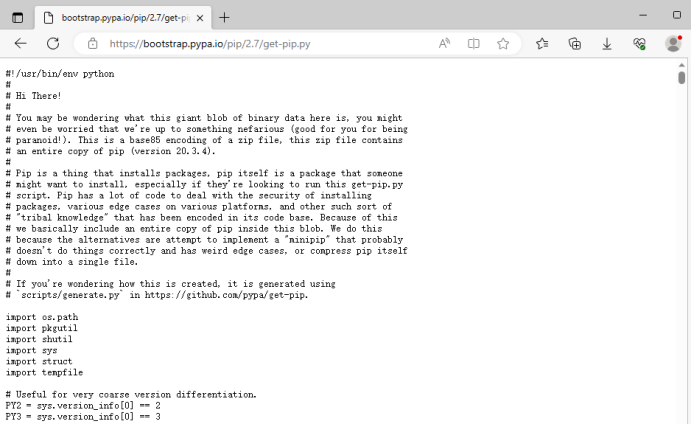 bootstrap.pypa.io/pip/2.7/get-pi
https://bootstrap.pypa.io/pip/2.7/get-pip.py
#!/usr/bin/env python
#
# Hi There!
#
# You may be wondering what this giant blob of binary data here is, you might
# even be worried that we're up to something nefarious (good for you for being
# paranoid!). This is a base85 encoding of a zip file, this zip file contains
# an entire copy of pip (version 20.3.4).
#
# Pip is a thing that installs packages, pip itself is a package that someone
# might want to install, especially if they're looking to run this get-pip.py
# script. Pip has a lot of code to deal with the security of installing
# packages, various edge cases on various platforms, and other such sort of
# "tribal knowledge" that has been encoded in its code base. Because of this
# we basically include an entire copy of pip inside this blob. We do this
# because the alternatives are attempt to implement a "minipip" that probably
# doesn't do things correctly and has weird edge cases, or compress pip itself
# down into a single file.
#
# If you're wondering how this is created, it is generated using
# `scripts/generate.py` in https://github.com/pypa/get-pip.
import os.path
import pkgutil
import shutil
import sys
import struct
import tempfile
# Useful for very coarse version differentiation.
PY2 = sys.version_info[0] == 2
PY3 = sys.version_info[0] == 3